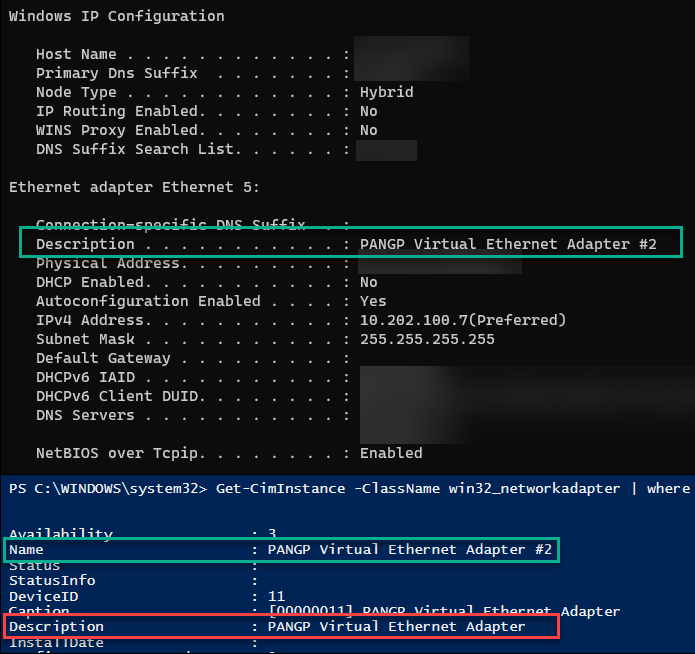 Windows IP Configuration
Host Name . . . . . . . . . . . . :
Primary Dns Suffix  . . . . . . . :
Node Type . . . . . . . . . . . . : Hybrid
IP Routing Enabled. . . . . . . . : No
WINS Proxy Enabled. . . . . . . . : No
DNS Suffix Search List. . . . . . :
Ethernet adapter Ethernet 5:
Connection-specific DNS Suffix  . :
Description . . . . . . . . . . . : PANGP Virtual Ethernet Adapter #2
Physical Address. . . . . . . . . :
DHCP Enabled. . . . . . . . . . . : No
Autoconfiguration Enabled . . . . : Yes
IPv4 Address. . . . . . . . . . . : 10.202.100.7(Preferred)
Subnet Mask . . . . . . . . . . . : 255.255.255.255
Default Gateway . . . . . . . . . :
DHCPv6 IAID . . . . . . . . . . . :
DHCPv6 Client DUID. . . . . . . . :
DNS Servers . . . . . . . . . . . :
NetBIOS over Tcpip. . . . . . . . : Enabled
PS C:\WINDOWS\system32> Get-CimInstance -ClassName win32_networkadapter | where
Availability : 3
Name : PANGP Virtual Ethernet Adapter #2
Status :
StatusInfo :
DeviceID : 11
Caption : [00000011] PANGP Virtual Ethernet Adapter
Description : PANGP Virtual Ethernet Adapter
InstallDate :